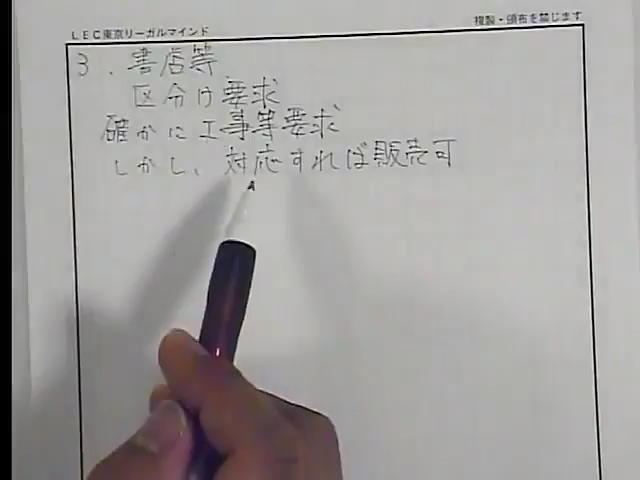 LEC東京リーガルマインド
複製・頒布を禁じます
3.書店等
区分け要求
確かに工事等要求
しかし、対応すれば販売可